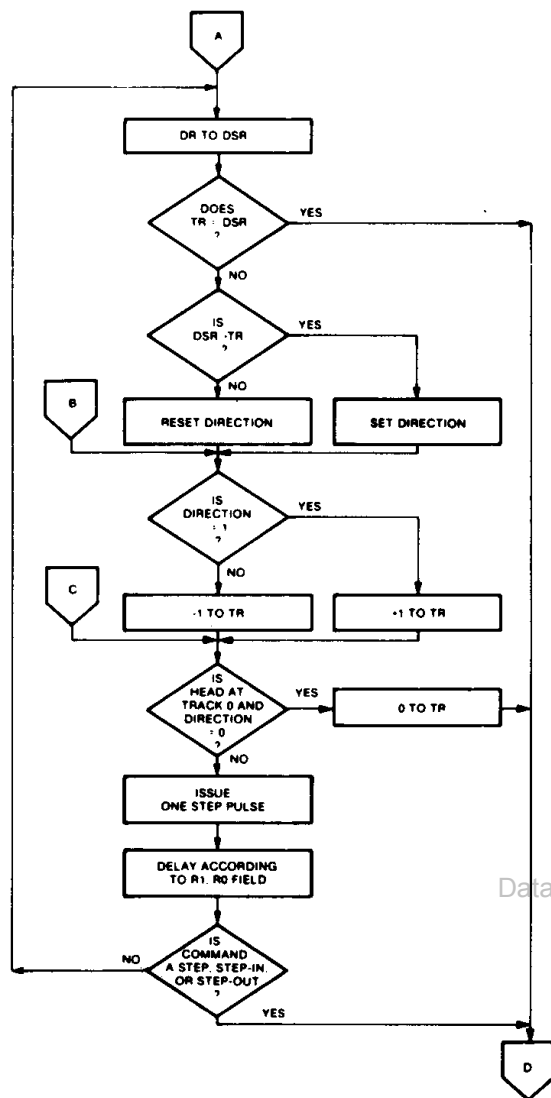 A
DR TO DSR
DOES
TR = DSR
?
YES
NO
IS
DSR >TR
?
YES
NO
B
RESET DIRECTION
SET DIRECTION
IS
DIRECTION
= 1
?
YES
NO
C
-1 TO TR
+1 TO TR
IS
HEAD AT
TRACK 0 AND
DIRECTION
= 0
?
YES
0 TO TR
NO
ISSUE
ONE STEP PULSE
DELAY ACCORDING
TO R1, R0 FIELD
Data
IS
COMMAND
A STEP, STEP-IN,
OR STEP-OUT
?
NO
YES
D